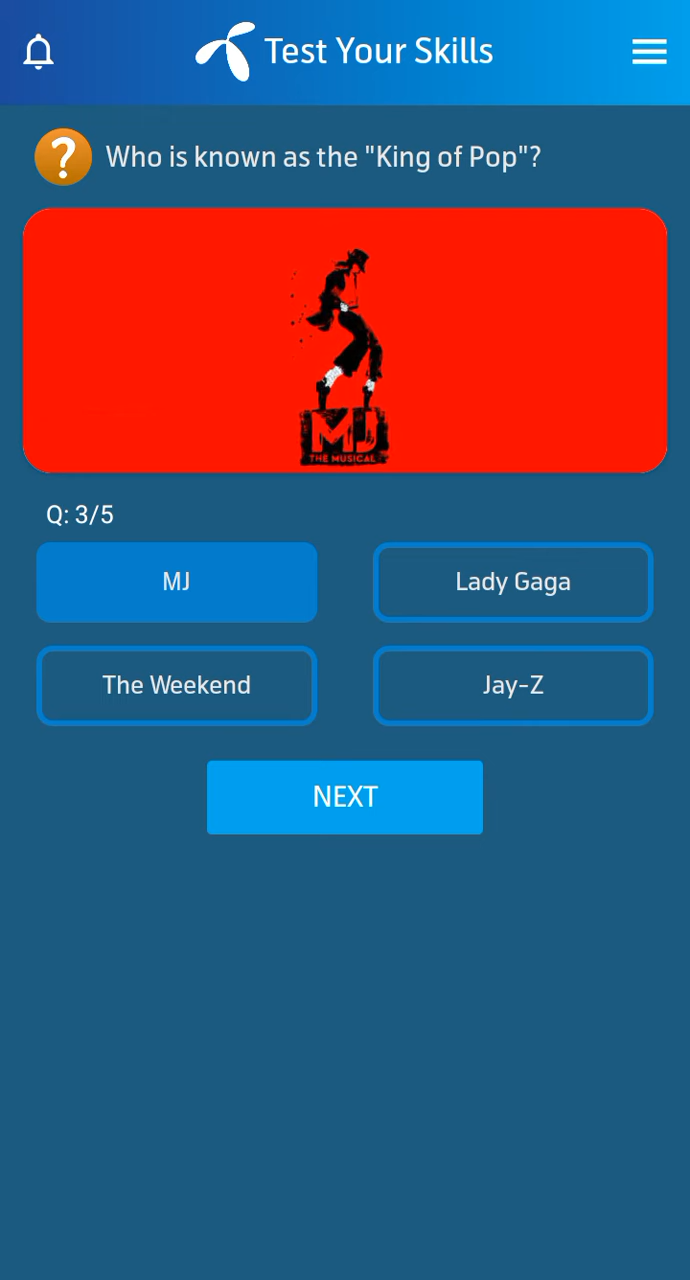 Test Your Skills
? Who is known as the "King of Pop"?
MJ
THE MUSICAL
Q: 3/5
MJ
Lady Gaga
The Weekend
Jay-Z
NEXT